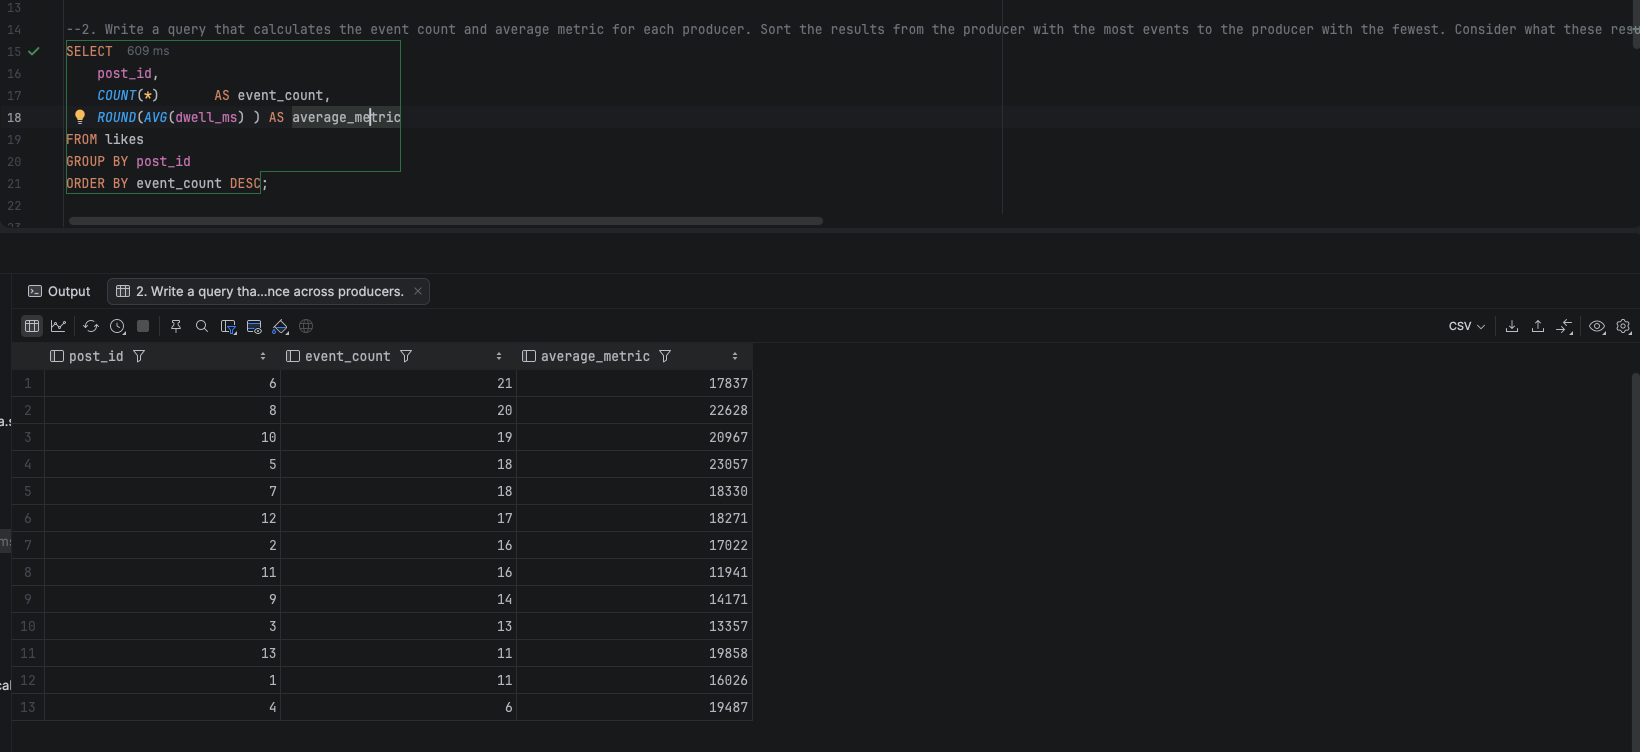 13
14 --2. Write a query that calculates the event count and average metric for each producer. Sort the results from the producer with the most events to the producer with the fewest. Consider what these
15 SELECT 609 ms
16 post_id,
17 COUNT(*) AS event_count,
18 ROUND(AVG(dwell_ms) ) AS average_metric
19 FROM likes
20 GROUP BY post_id
21 ORDER BY event_count DESC;
22
Output 2. Write a query tha...nce across producers.
CSV
post_id event_count average_metric
1 6 21 17837
2 8 20 22628
3 10 19 20967
4 5 18 23057
5 7 18 18330
6 12 17 18271
7 2 16 17022
8 11 16 11941
9 9 14 14171
10 3 13 13357
11 13 11 19858
12 1 11 16026
13 4 6 19487